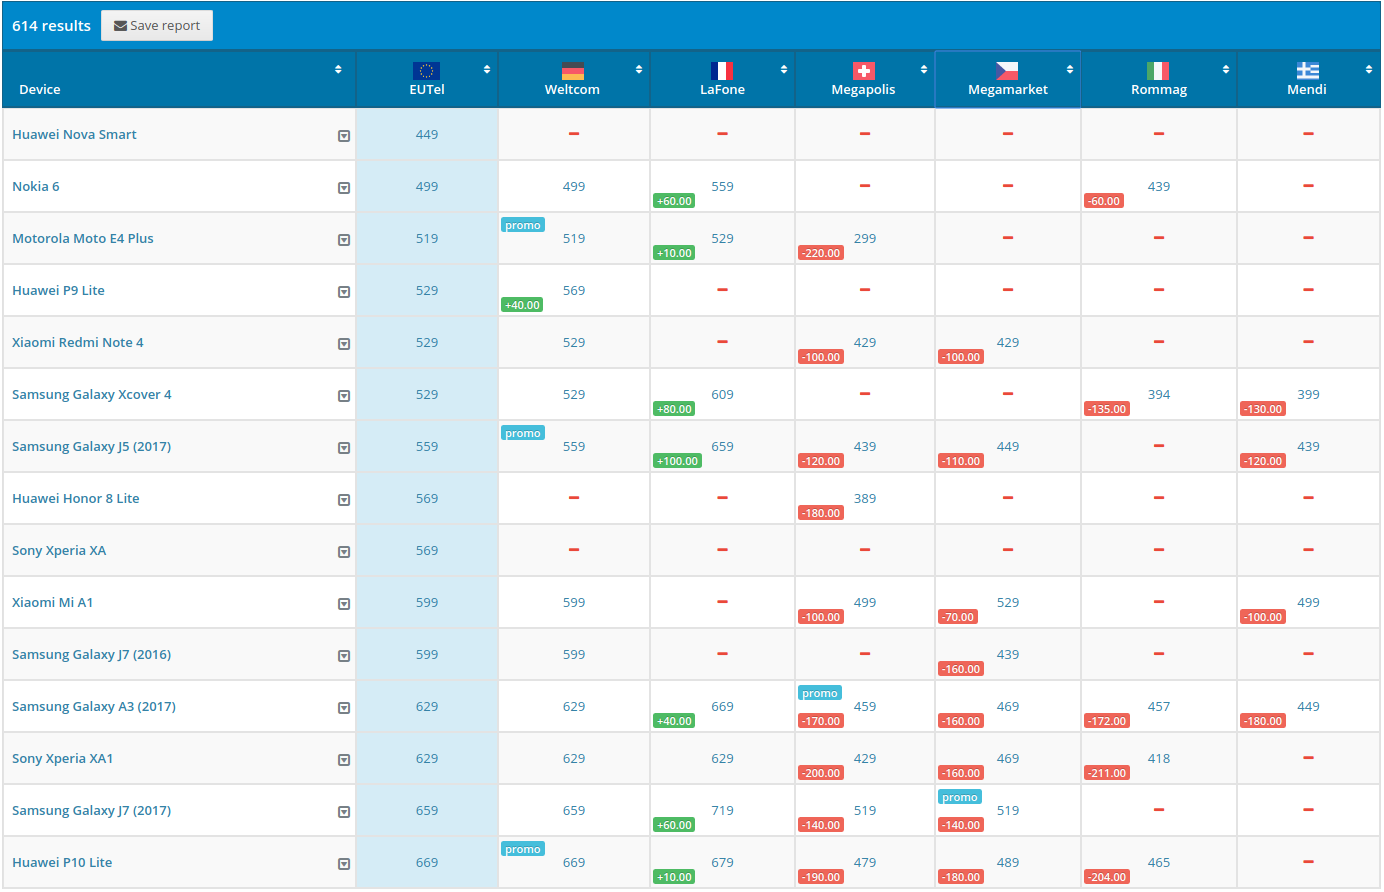 614 results Save report
Device EUTel Weltcom LaFone Megapolis Megamarket Rommag Mendi
Huawei Nova Smart 449 – – – – – –
Nokia 6 499 499 559 +60.00 – – 439 -60.00 –
Motorola Moto E4 Plus 519 promo 519 529 +10.00 299 -220.00 – – –
Huawei P9 Lite 529 569 +40.00 – – – – –
Xiaomi Redmi Note 4 529 529 – 429 -100.00 429 -100.00 – –
Samsung Galaxy Xcover 4 529 529 609 +80.00 – – 394 -135.00 399 -130.00
Samsung Galaxy J5 (2017) 559 promo 559 659 +100.00 439 -120.00 449 -110.00 – 439 -120.00
Huawei Honor 8 Lite 569 – – 389 -180.00 – – –
Sony Xperia XA 569 – – – – – –
Xiaomi Mi A1 599 599 – 499 -100.00 529 -70.00 – 499 -100.00
Samsung Galaxy J7 (2016) 599 599 – – 439 -160.00 – –
Samsung Galaxy A3 (2017) 629 629 669 +40.00 promo 459 -170.00 469 -160.00 457 -172.00 449 -180.00
Sony Xperia XA1 629 629 629 429 -200.00 469 -160.00 418 -211.00 –
Samsung Galaxy J7 (2017) 659 659 719 +60.00 519 -140.00 promo 519 -140.00 – –
Huawei P10 Lite 669 promo 669 679 +10.00 479 -190.00 489 -180.00 465 -204.00 –